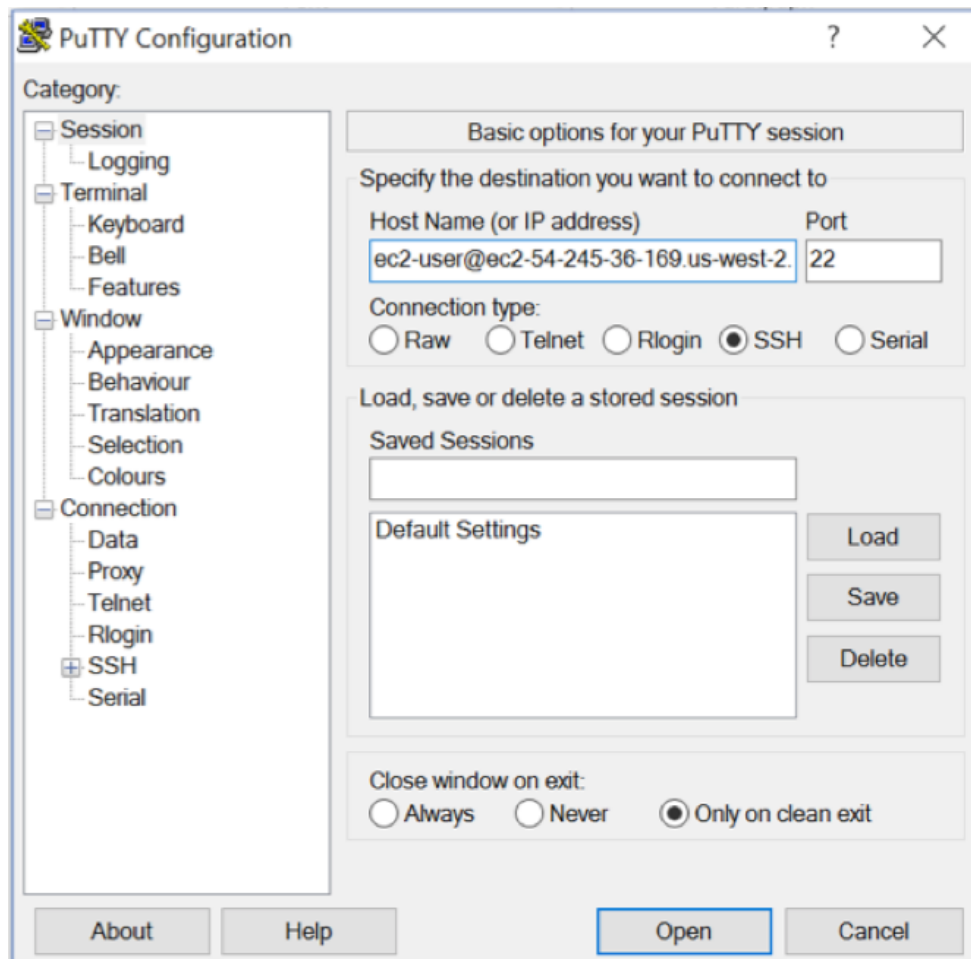 PuTTY Configuration
?
Category:
Session
Logging
Terminal
Keyboard
Bell
Features
Window
Appearance
Behaviour
Translation
Selection
Colours
Connection
Data
Proxy
Telnet
Rlogin
SSH
Serial
Basic options for your PuTTY session
Specify the destination you want to connect to
Host Name (or IP address) Port
ec2-user@ec2-54-245-36-169.us-west-2. 22
Connection type:
Raw Telnet Rlogin SSH Serial
Load, save or delete a stored session
Saved Sessions
Default Settings
Load
Save
Delete
Close window on exit:
Always Never Only on clean exit
About Help Open Cancel